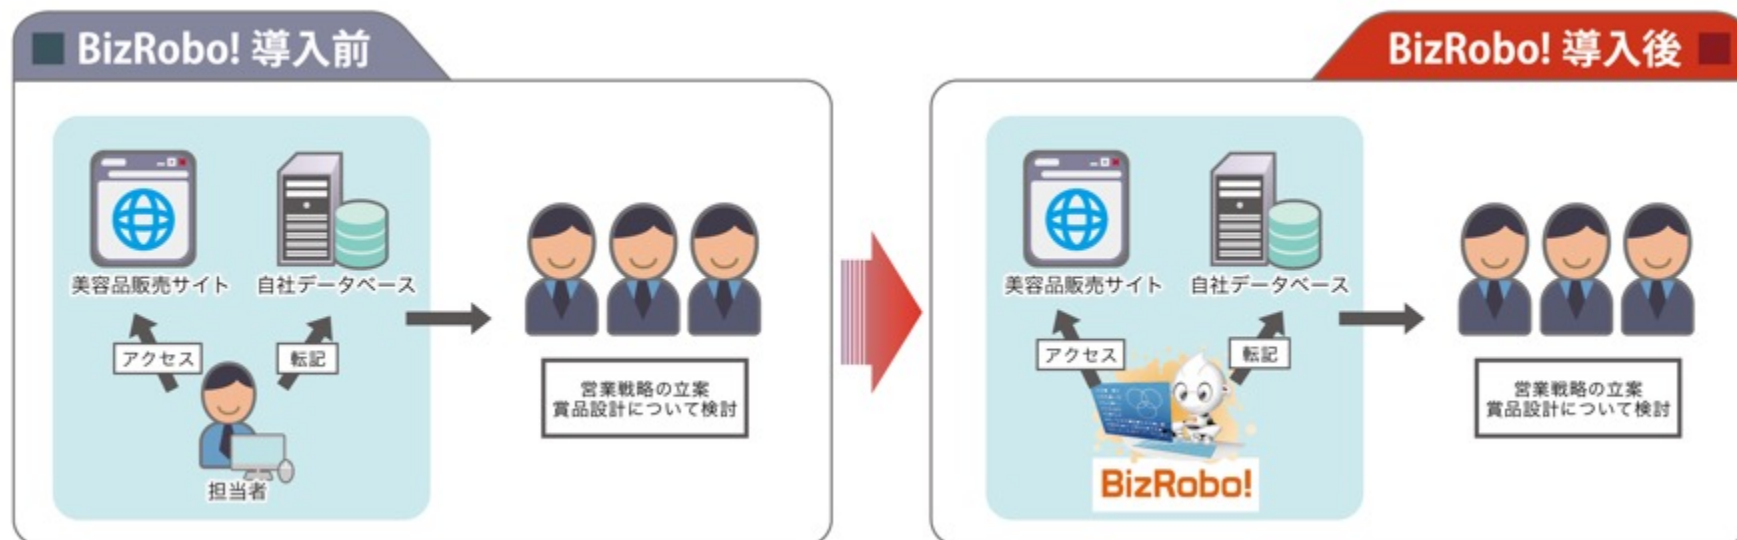 BizRobo! 導入前
美容品販売サイト
自社データベース
アクセス
転記
担当者
営業戦略の立案
賞品設計について検討
BizRobo! 導入後
美容品販売サイト
自社データベース
アクセス
転記
BizRobo!
営業戦略の立案
賞品設計について検討